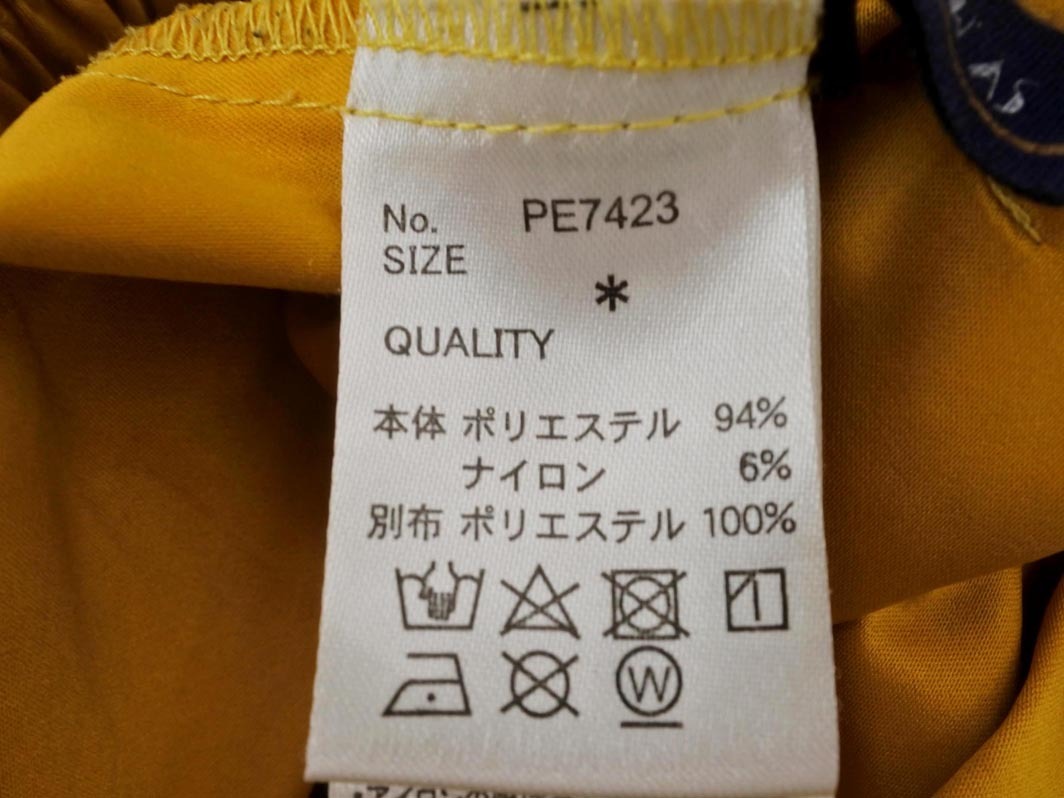 No. PE7423
SIZE
*
QUALITY
本体 ポリエステル 94%
ナイロン 6%
別布 ポリエステル 100%
W
AS